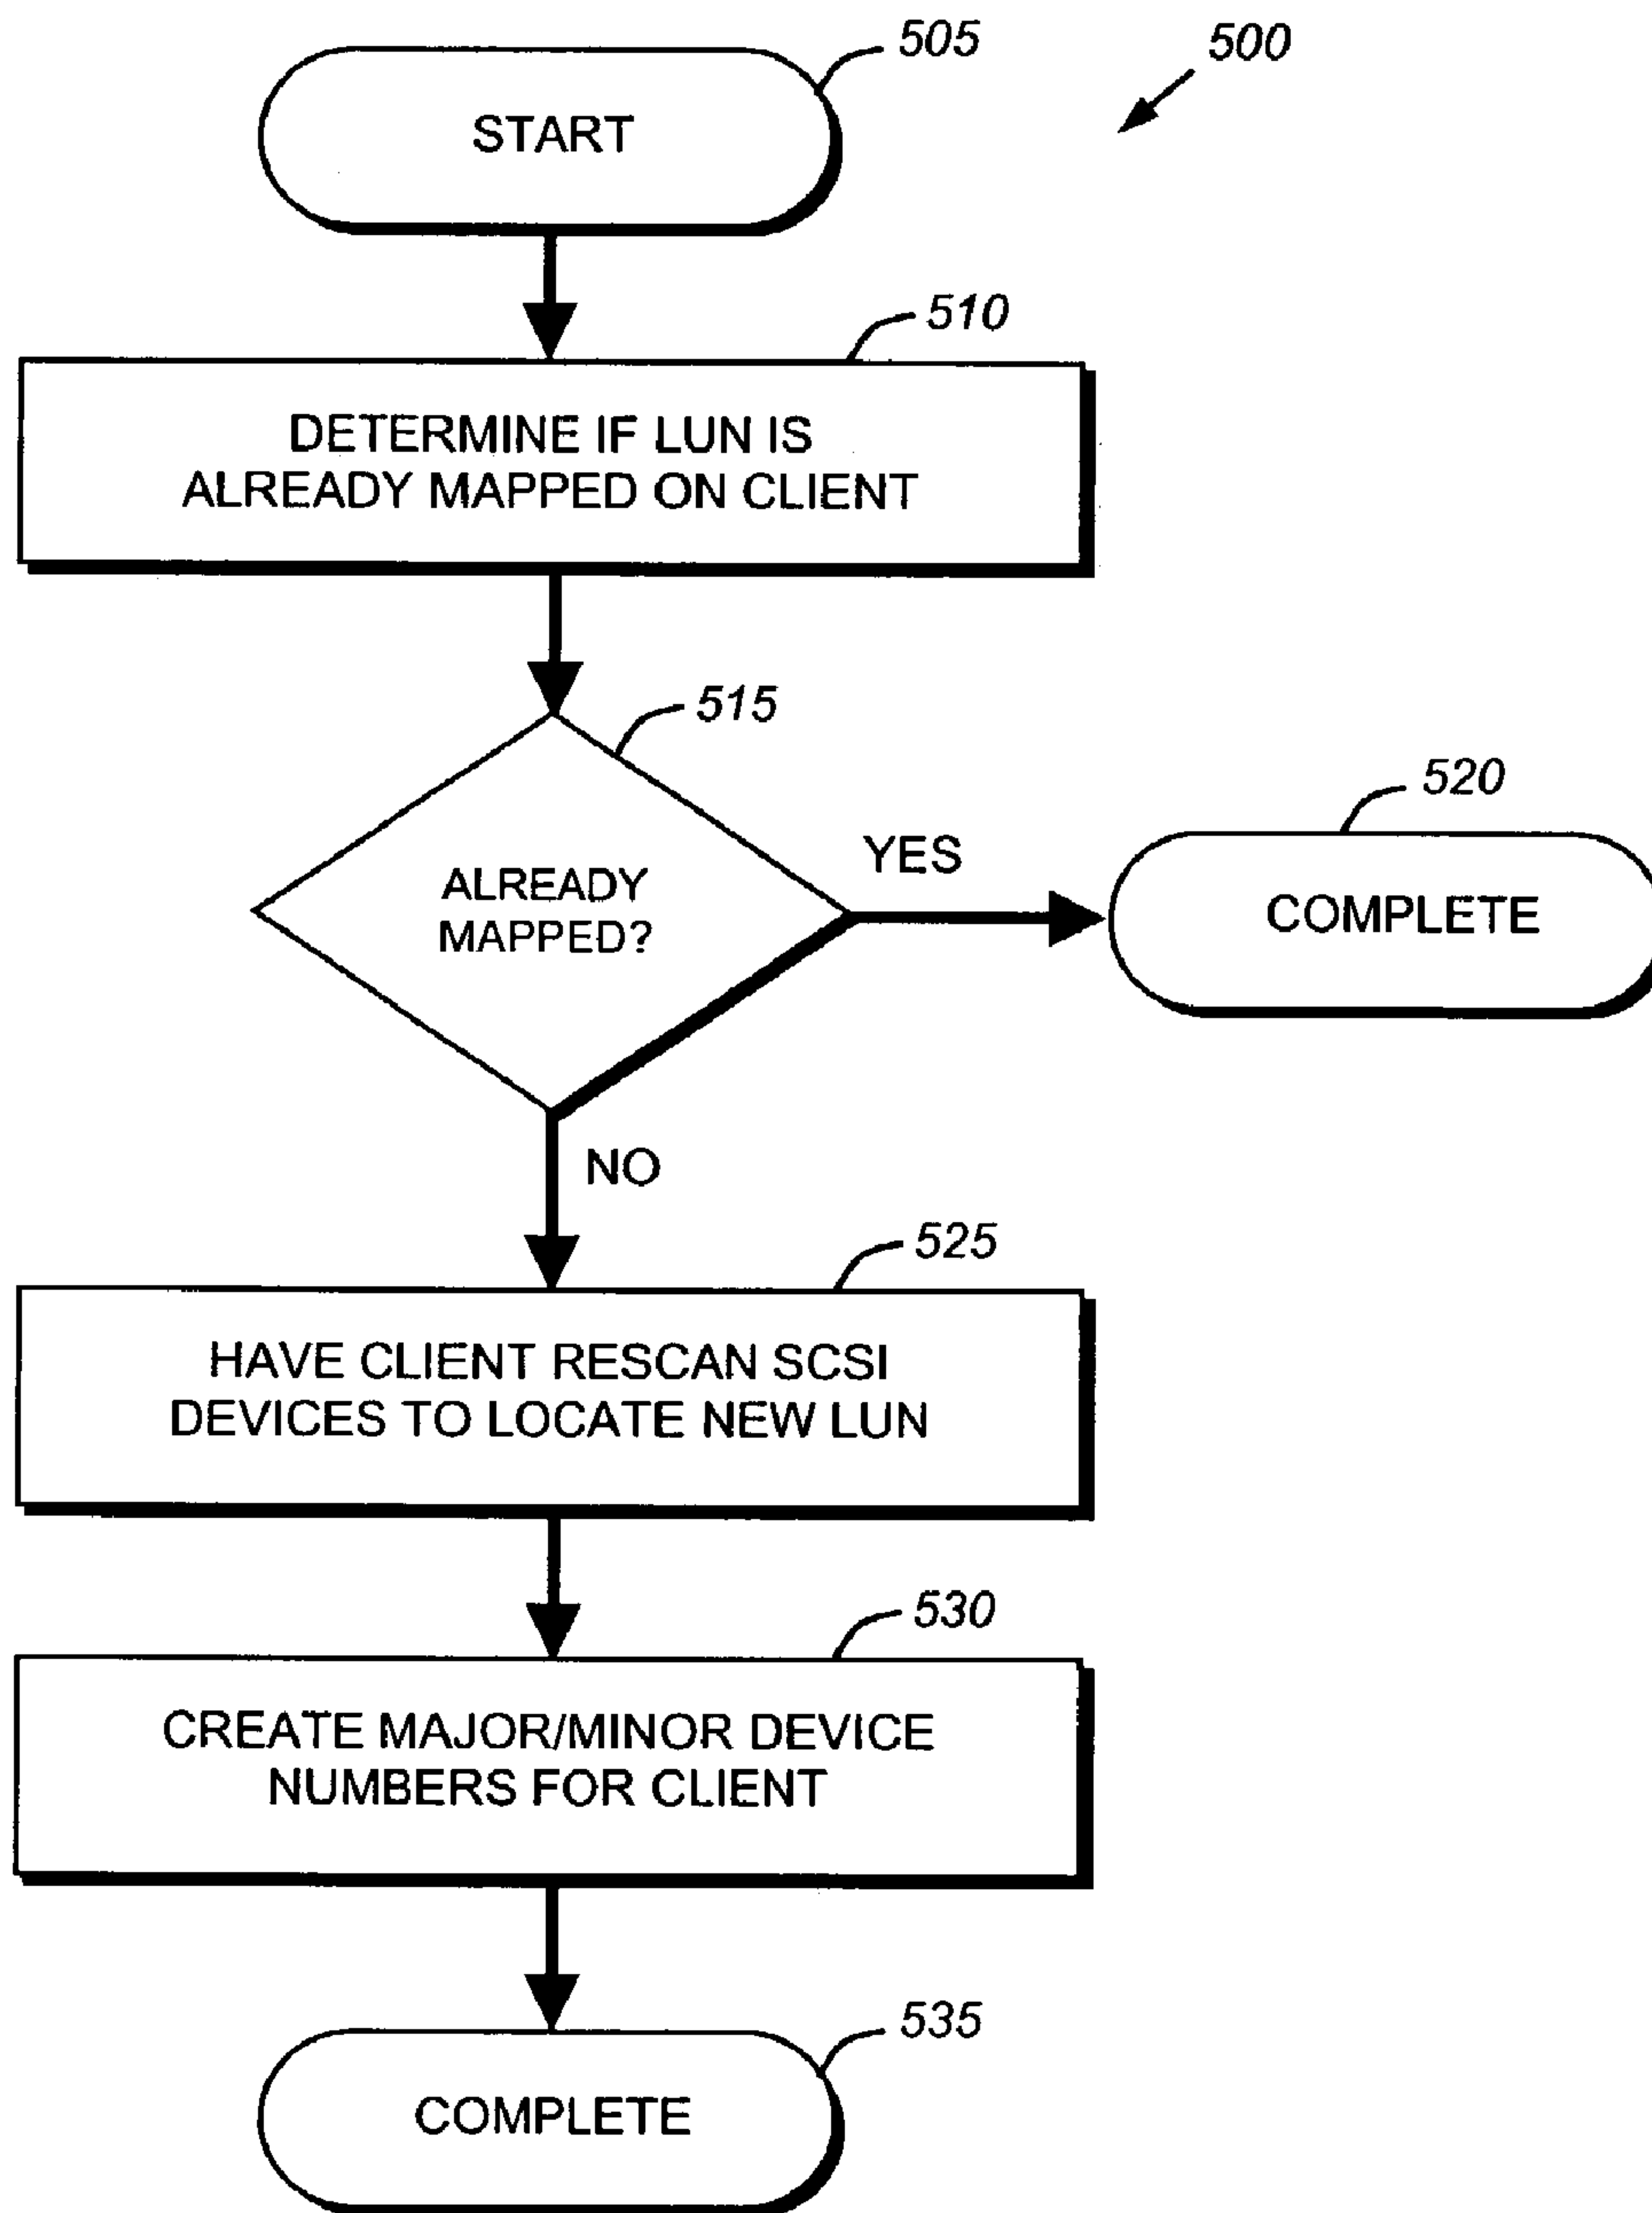 505
500
START
510
DETERMINE IF LUN IS
ALREADY MAPPED ON CLIENT
515
520
YES
ALREADY
MAPPED?
COMPLETE
NO
525
HAVE CLIENT RESCAN SCSI
DEVICES TO LOCATE NEW LUN
530
CREATE MAJOR/MINOR DEVICE
NUMBERS FOR CLIENT
535
COMPLETE